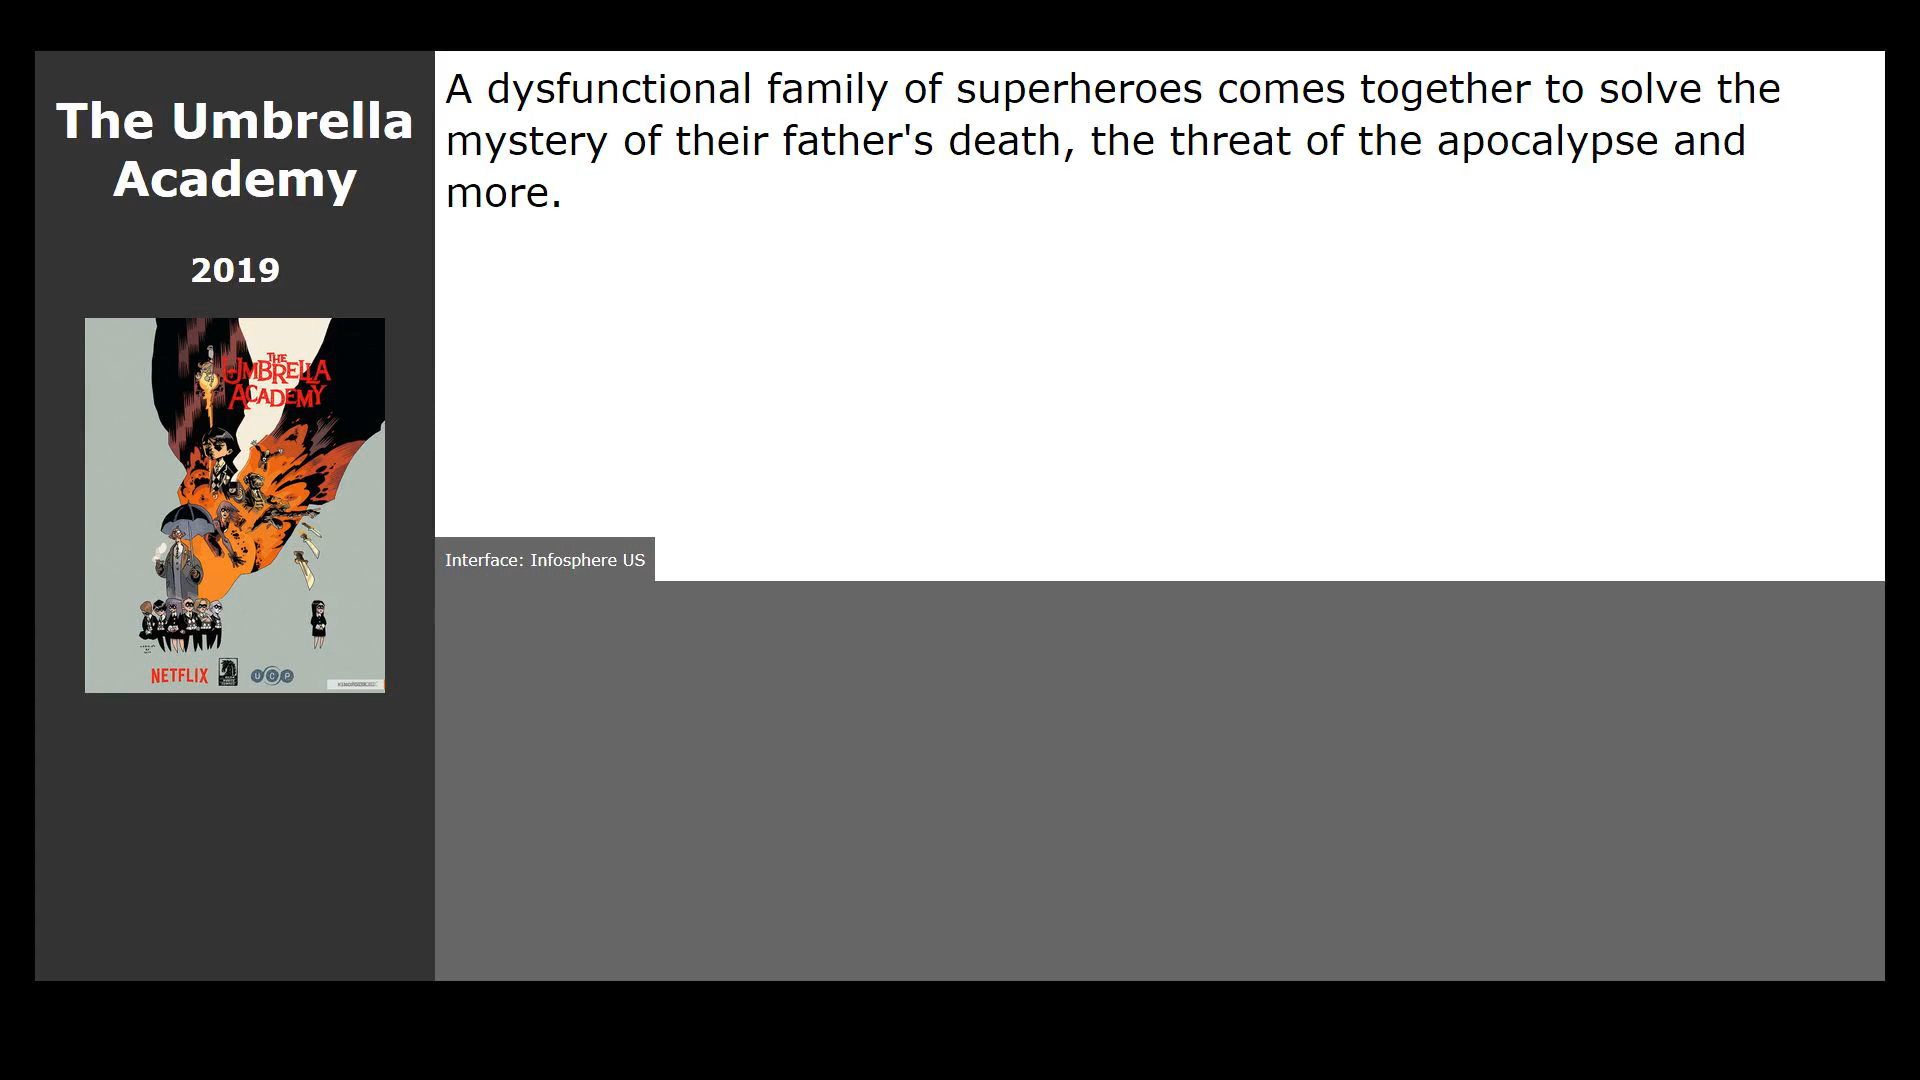 The Umbrella
Academy
2019
THE
UMBRELLA
ACADEMY
NETFLIX
UCP
A dysfunctional family of superheroes comes together to solve the
mystery of their father's death, the threat of the apocalypse and
more.
Interface: Infosphere US